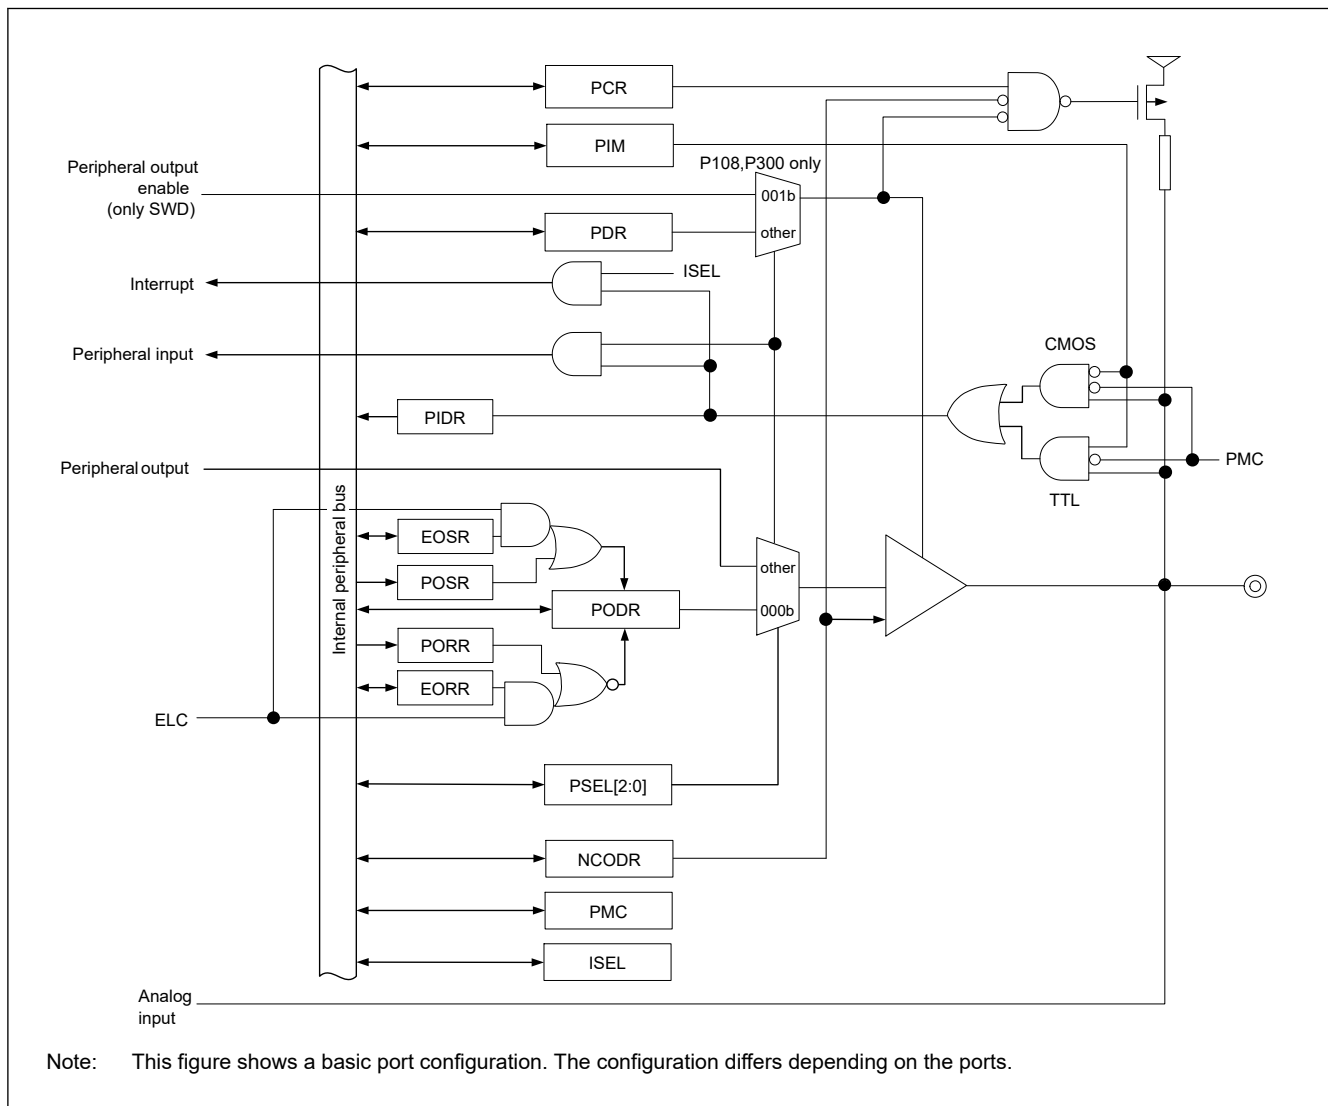 PCR
PIM
P108,P300 only
Peripheral output
enable
(only SWD)
001b
PDR
other
ISEL
Interrupt
CMOS
Peripheral input
PIDR
Peripheral output
PMC
TTL
Internal peripheral bus
EOSR
other
POSR
PODR
000b
PORR
EORR
ELC
PSEL[2:0]
NCODR
PMC
ISEL
Analog
input
Note: This figure shows a basic port configuration. The configuration differs depending on the ports.